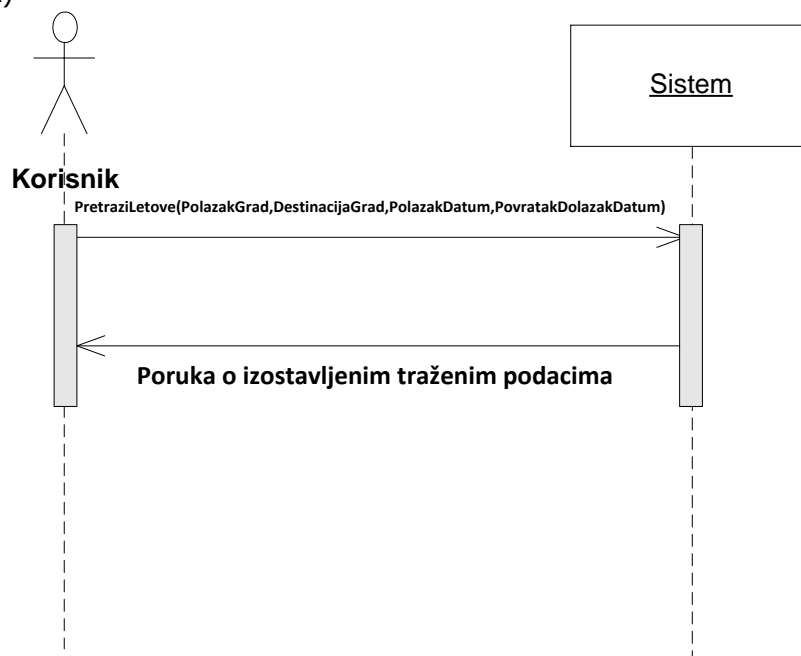 Sistem
Korisnik
PretraziLetove(PolazakGrad,DestinacijaGrad,PolazakDatum,PovratakDolazakDatum)
Poruka o izostavljenim traženim podacima